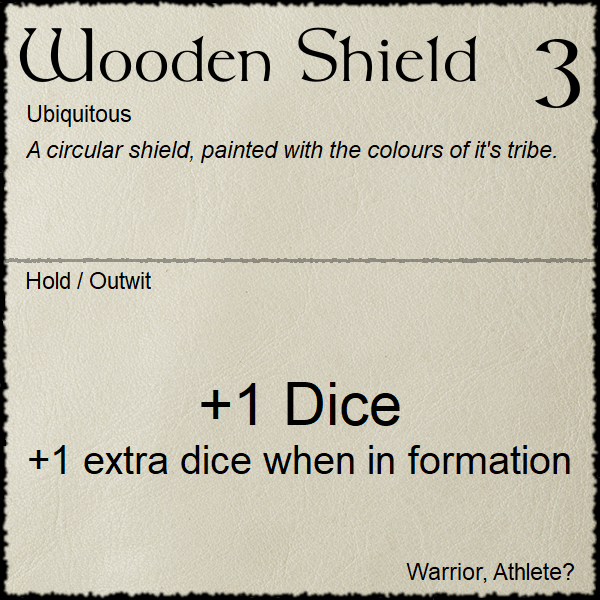 Wooden Shield 3
Ubiquitous
A circular shield, painted with the colours of it's tribe.
Hold / Outwit
+1 Dice
+1 extra dice when in formation
Warrior, Athlete?